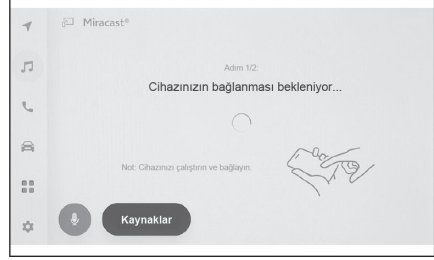 Miracast®
Adım 1/2:
Cihazınızın bağlanması bekleniyor...
Not: Cihazınızı çalıştırın ve bağlayın.
Kaynaklar